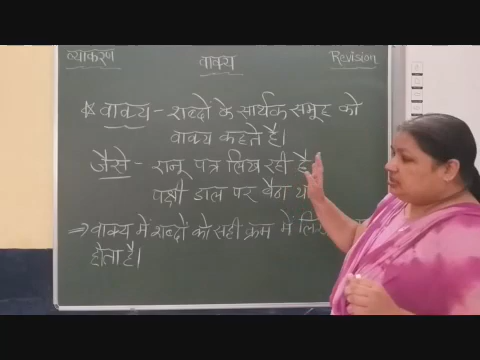 व्याकरण
वाक्य
Revision
* वाक्य - शब्दो के सार्थक समूह को
वाक्य कहते है।
जैसे - रानू पत्र लिख रही है
पक्षी डाल पर बैठा था
⇒ वाक्य में शब्दों को सही क्रम में
होता है।